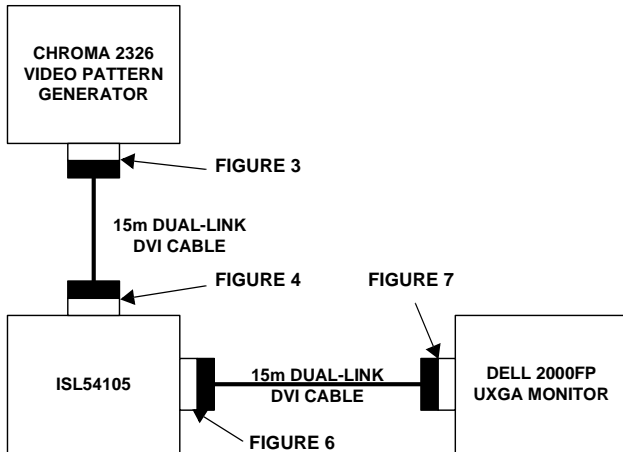 CHROMA 2326
VIDEO PATTERN
GENERATOR
FIGURE 3
15m DUAL-LINK
DVI CABLE
FIGURE 4
FIGURE 7
ISL54105
15m DUAL-LINK
DVI CABLE
DELL 2000FP
UXGA MONITOR
FIGURE 6